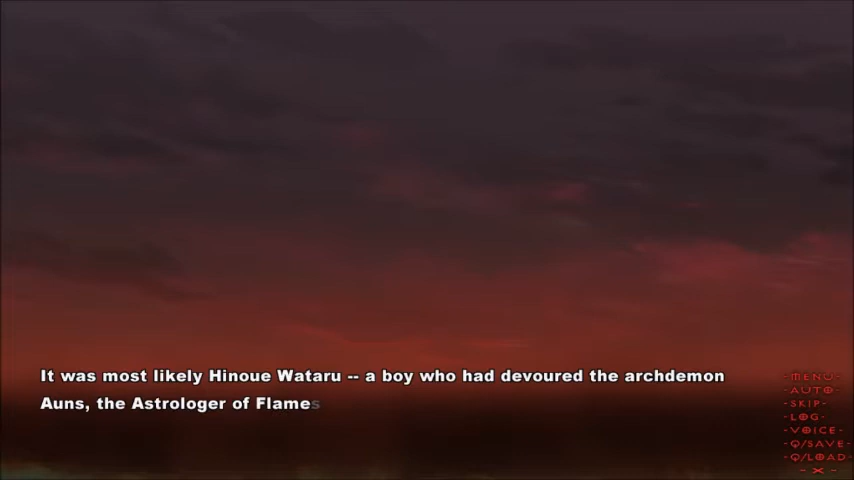 It was most likely Hinoue Wataru -- a boy who had devoured the archdemon
Auns, the Astrologer of Flames
-MENU-
-AUTO-
-SKIP-
-LOG-
-VOICE-
-Q/SAVE-
-Q/LOAD-
-X-